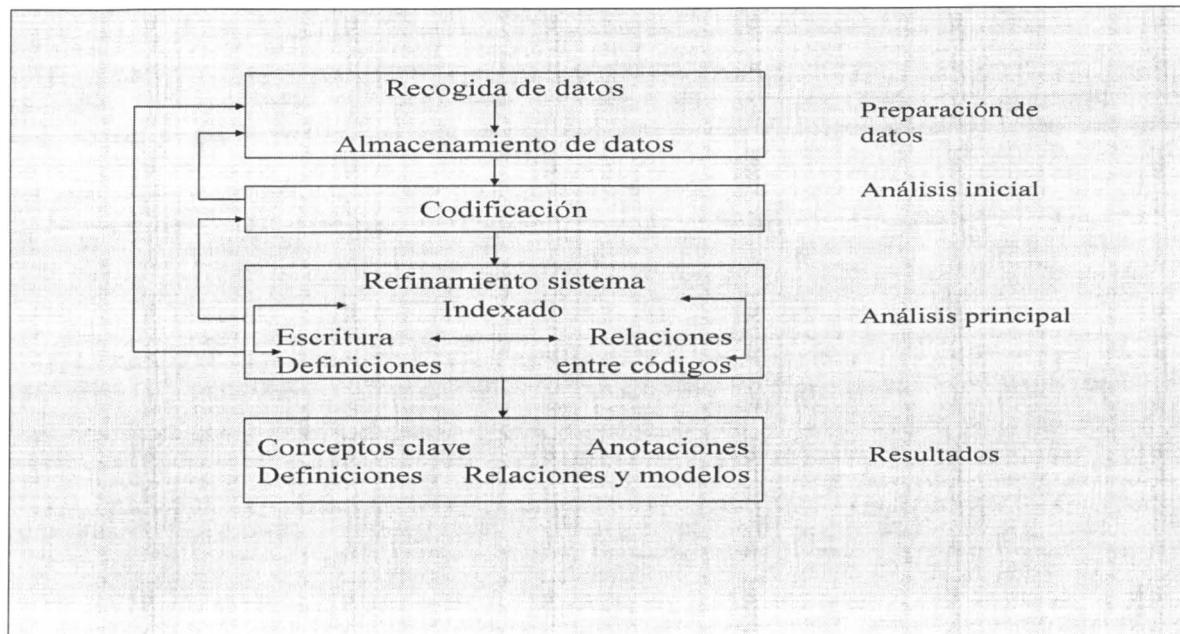 Recogida de datos
Almacenamiento de datos
Preparación de
datos
Codificación
Análisis inicial
Refinamiento sistema
Indexado
Escritura
Definiciones
Relaciones
entre códigos
Análisis principal
Conceptos clave
Definiciones
Anotaciones
Relaciones y modelos
Resultados